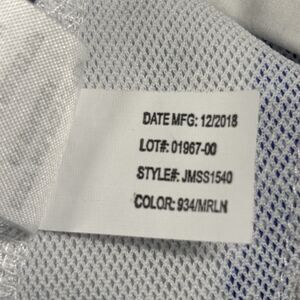 DATE MFG: 12/2018
LOT#: 01967-00
STYLE#: JMSS1540
COLOR: 934/MRLN